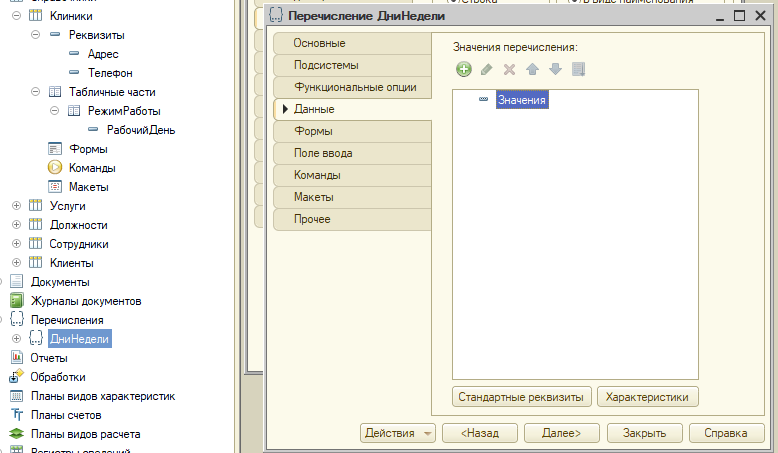 Клиники
Реквизиты
Адрес
Телефон
Табличные части
РежимРаботы
РабочийДень
Формы
Команды
Макеты
Услуги
Должности
Сотрудники
Клиенты
Документы
Журналы документов
Перечисления
ДниНедели
Отчеты
Обработки
Планы видов характеристик
Планы счетов
Планы видов расчета
Регистры сведений
Перечисление ДниНедели
Основные
Подсистемы
Функциональные опции
Данные
Формы
Поле ввода
Команды
Макеты
Прочее
Значения перечисления:
Значения
Стандартные реквизиты
Характеристики
Действия
<Назад
Далее>
Закрыть
Справка